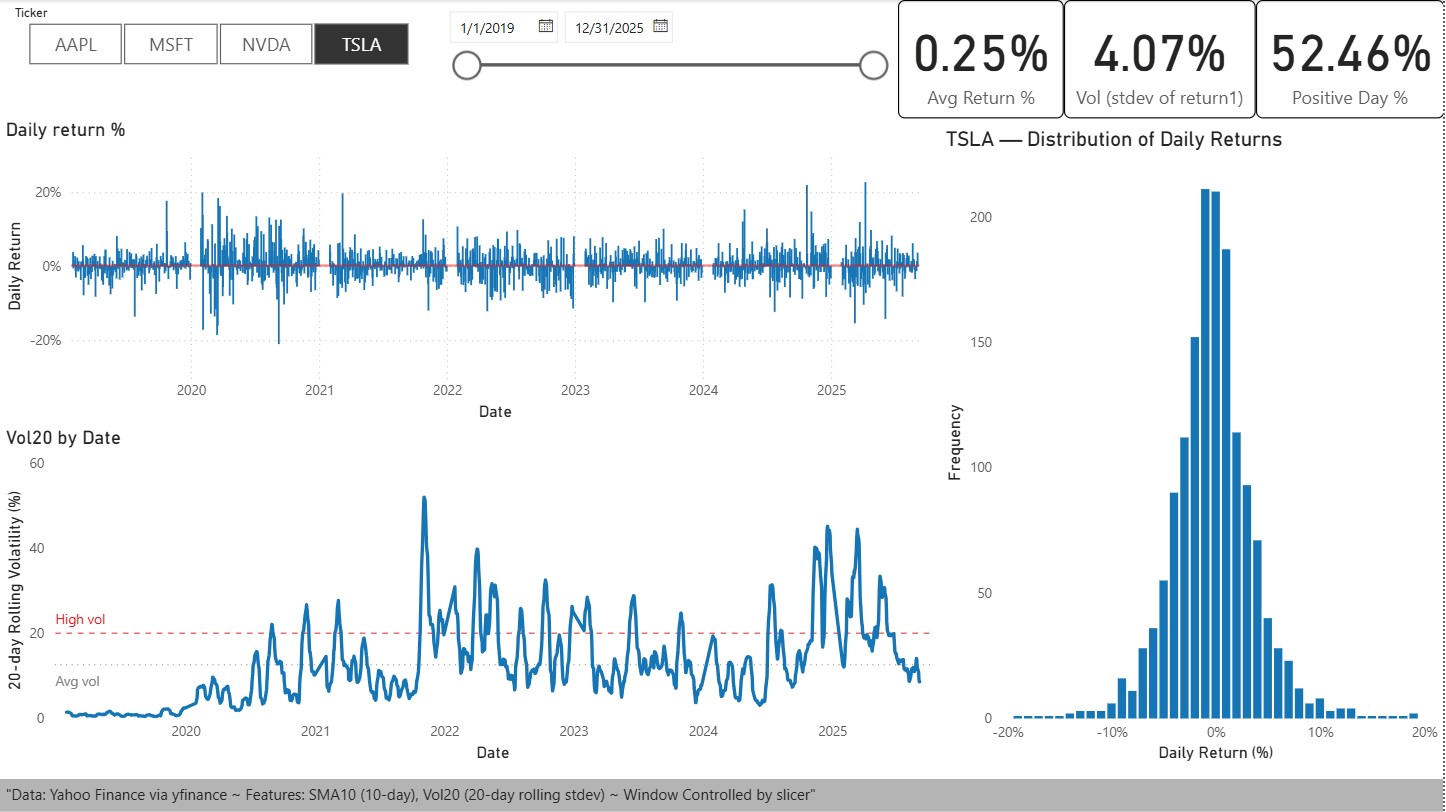 Ticker
AAPL
MSFT
NVDA
TSLA
1/1/2019
12/31/2025
0.25%
Avg Return %
4.07%
Vol (stdev of return1)
52.46%
Positive Day %
Daily return %
Daily Return
20%
0%
-20%
2020
2021
2022
2023
2024
2025
Date
Vol20 by Date
20-day Rolling Volatility (%)
60
40
20
0
High vol
Avg vol
2020
2021
2022
2023
2024
2025
Date
TSLA — Distribution of Daily Returns
Frequency
200
150
100
50
0
-20%
-10%
0%
10%
20%
Daily Return (%)
"Data: Yahoo Finance via yfinance ~ Features: SMA10 (10-day), Vol20 (20-day rolling stdev) ~ Window Controlled by slicer"